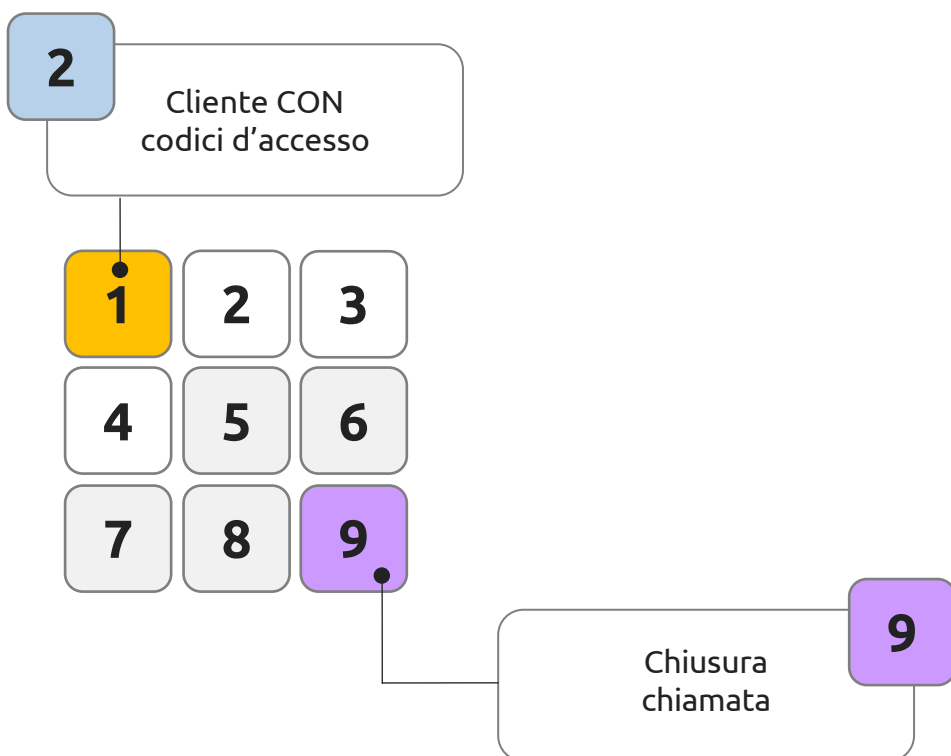 2
Cliente CON
codici d’accesso
1 2 3
4 5 6
7 8 9
9
Chiusura
chiamata